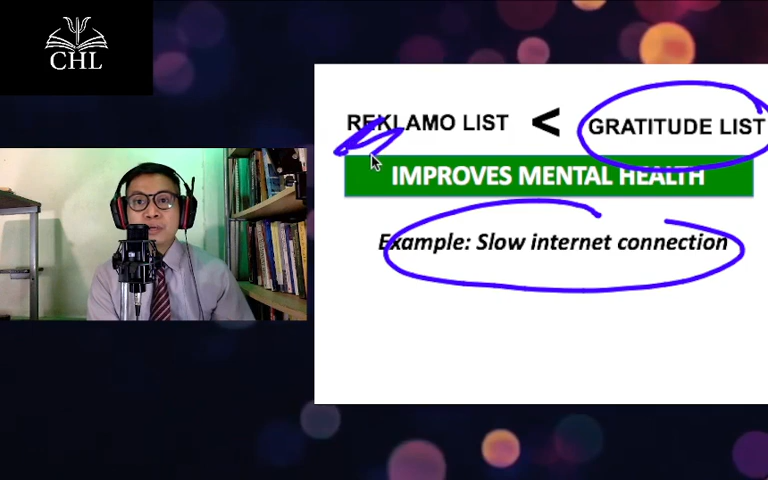 CHL
REKLAMO LIST < GRATITUDE LIST
IMPROVES MENTAL HEALTH
Example: Slow internet connection